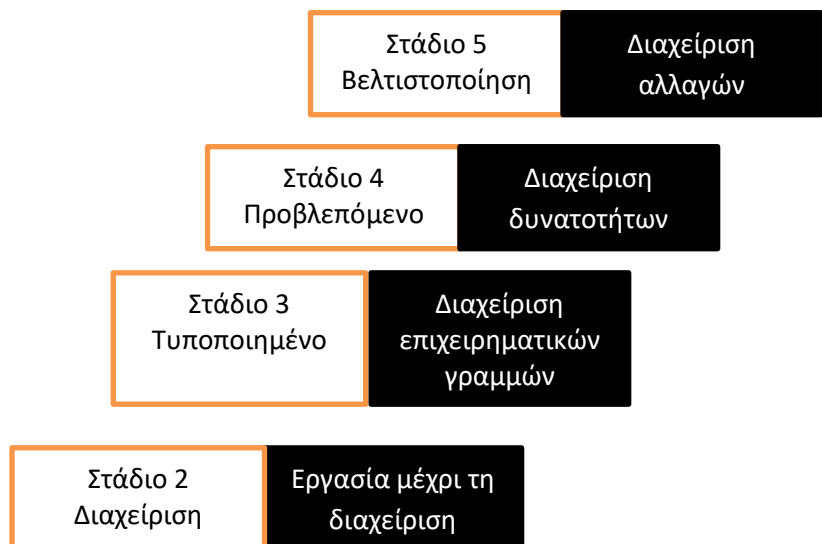 Στάδιο 5
Βελτιστοποίηση
Διαχείριση
αλλαγών
Στάδιο 4
Προβλεπόμενο
Διαχείριση
δυνατοτήτων
Στάδιο 3
Τυποποιημένο
Διαχείριση
επιχειρηματικών
γραμμών
Στάδιο 2
Διαχείριση
Εργασία μέχρι τη
διαχείριση